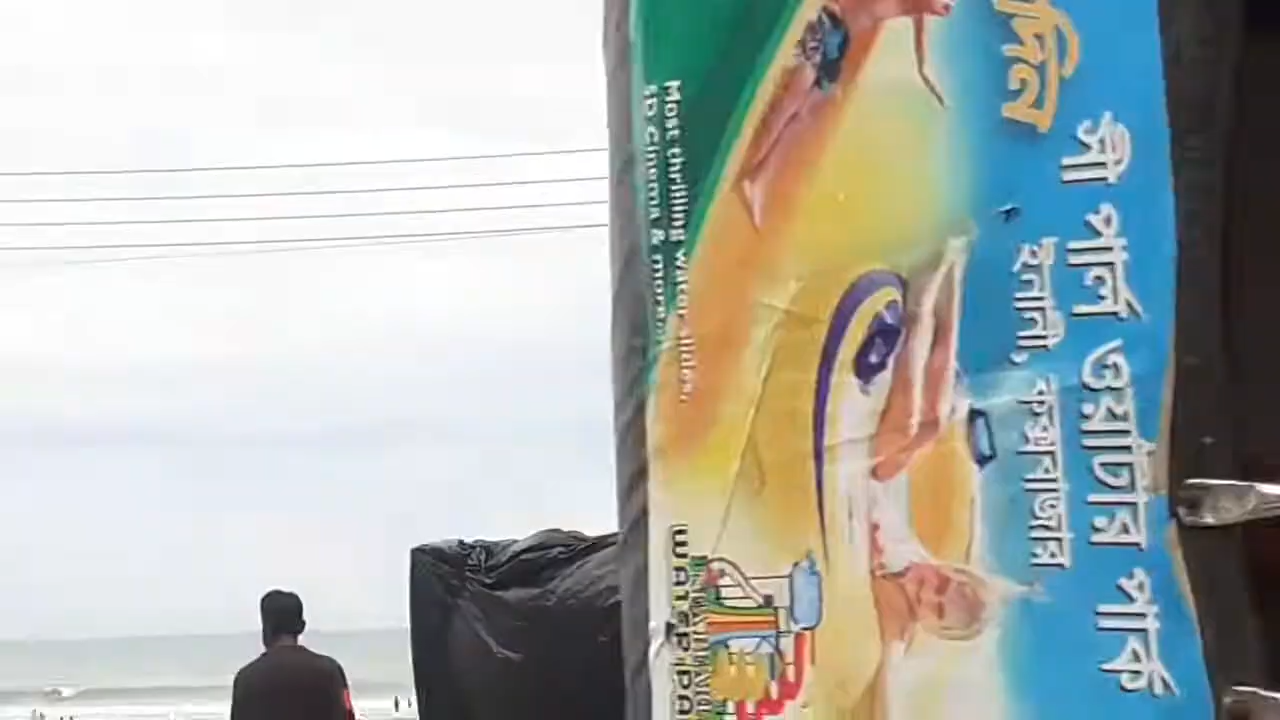 দিন
সী পার্ল ওয়াটার পার্ক
ইনানী, কক্সবাজার
Most thrilling water slides,
5D Cinema & more